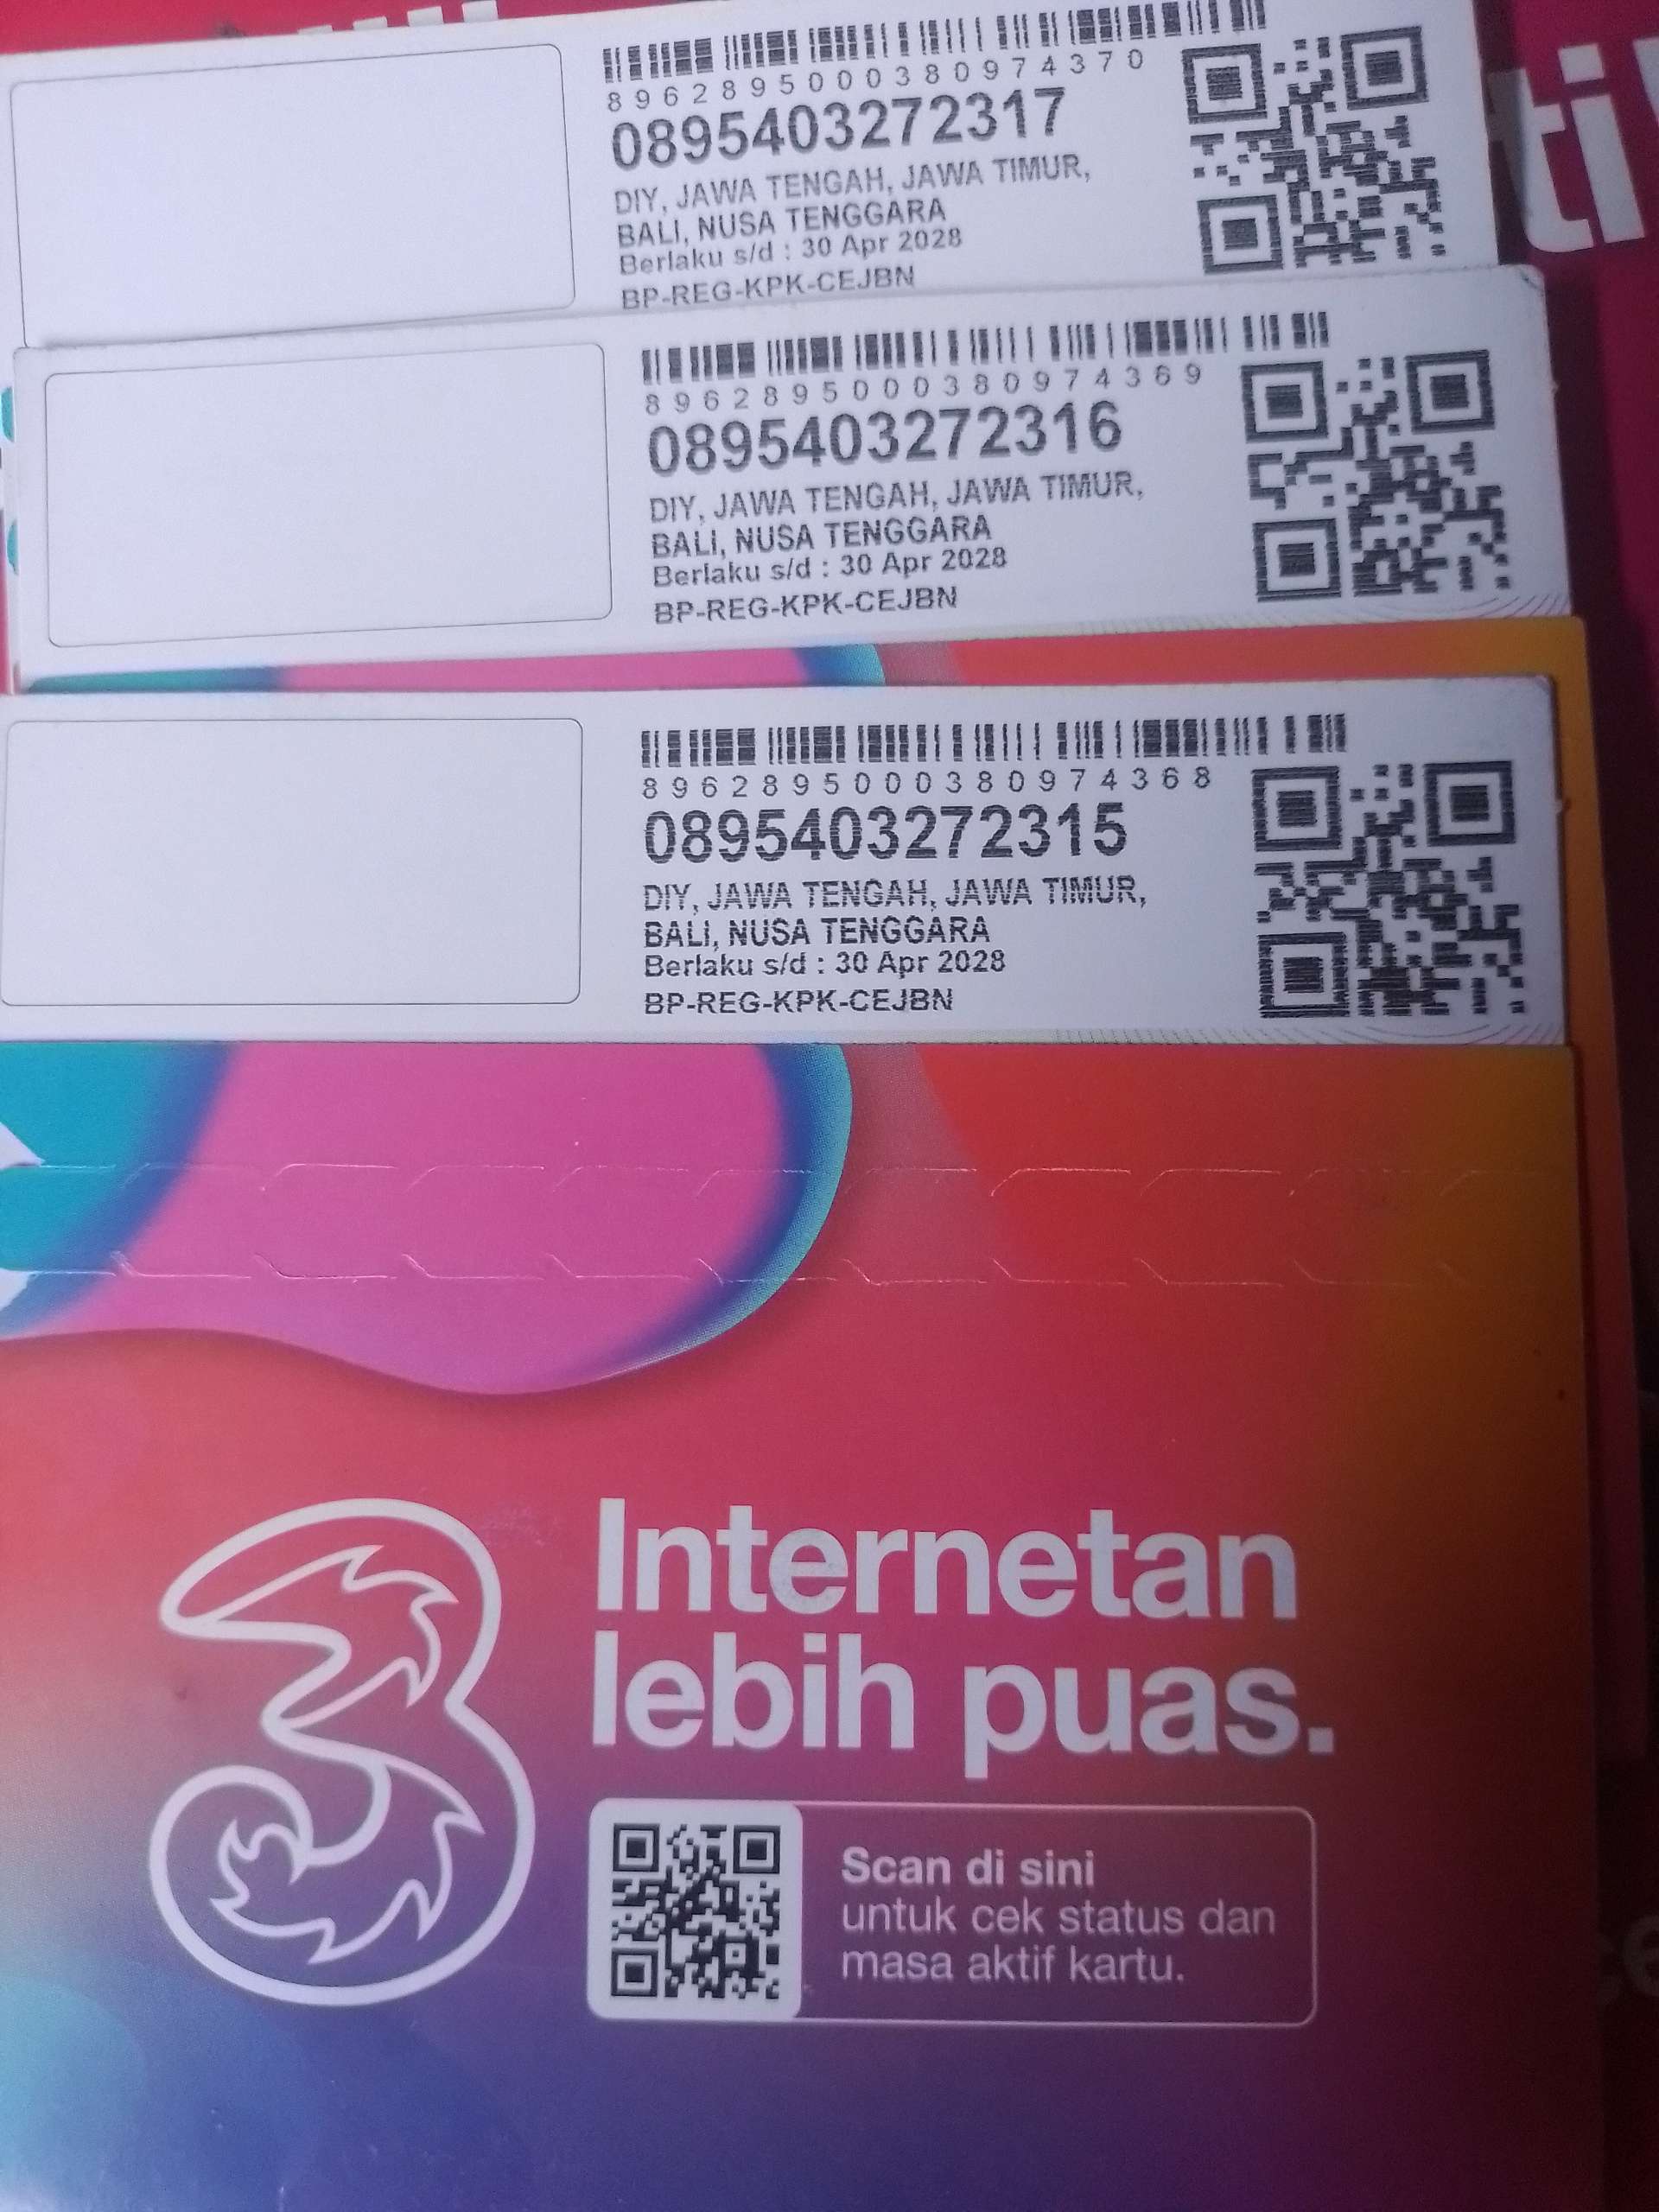 8962895000380974370
0895403272317
DIY, JAWA TENGAH, JAWA TIMUR,
BALI, NUSA TENGGARA
Berlaku s/d : 30 Apr 2028
BP-REG-KPK-CEJBN
8962895000380974369
0895403272316
DIY, JAWA TENGAH, JAWA TIMUR,
BALI, NUSA TENGGARA
Berlaku s/d : 30 Apr 2028
BP-REG-KPK-CEJBN
8962895000380974368
0895403272315
DIY, JAWA TENGAH, JAWA TIMUR,
BALI, NUSA TENGGARA
Berlaku s/d : 30 Apr 2028
BP-REG-KPK-CEJBN
3
Internetan
lebih puas.
Scan di sini
untuk cek status dan
masa aktif kartu.